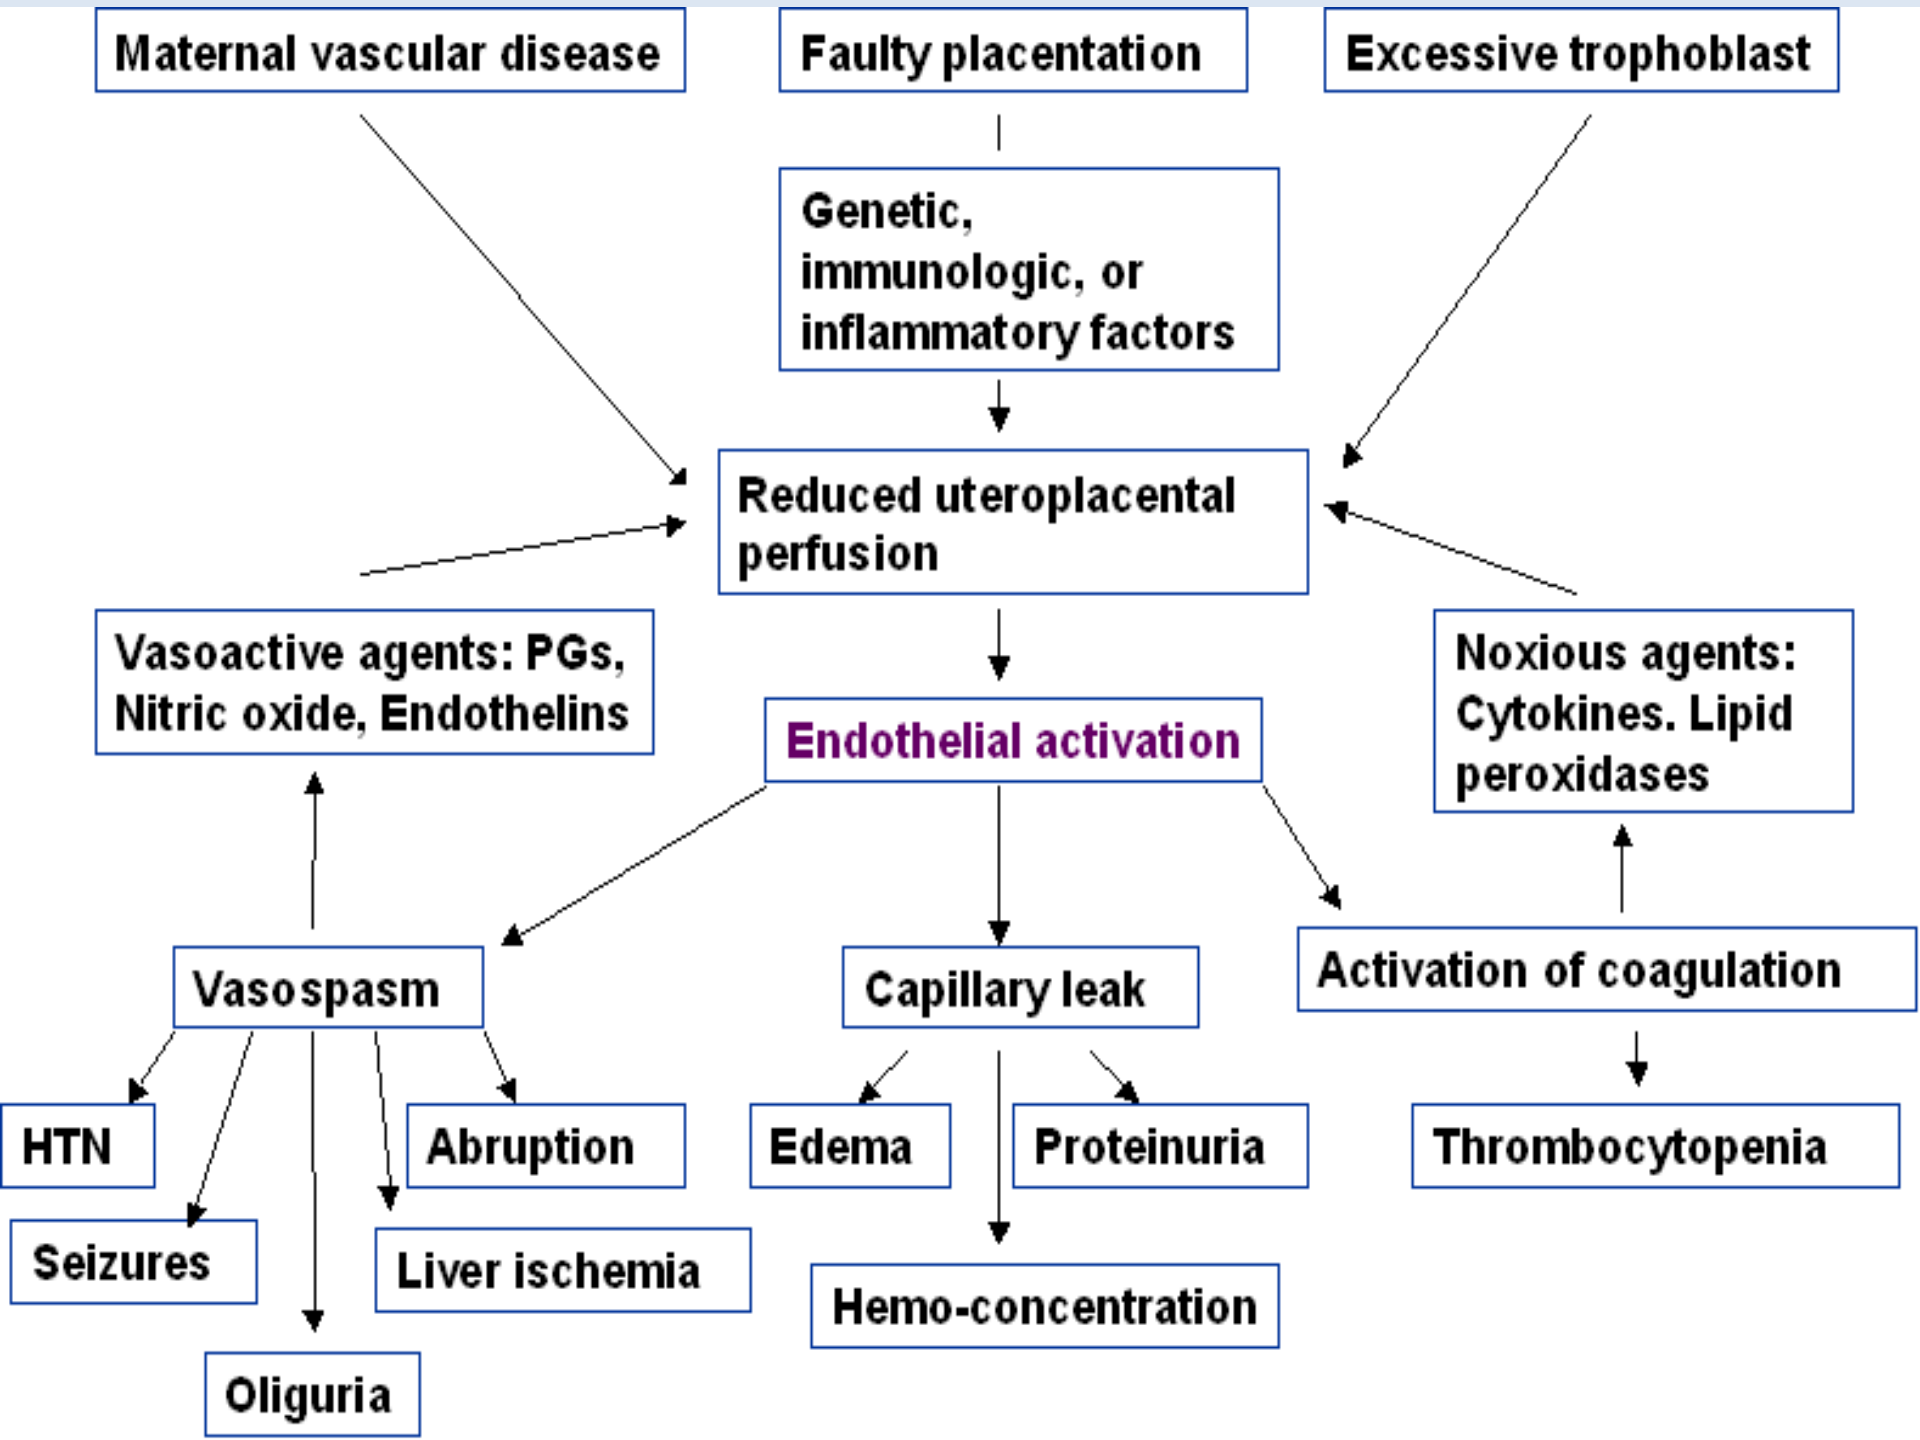 Maternal vascular disease
Faulty placentation
Excessive trophoblast
Genetic,
immunologic, or
inflammatory factors
Reduced uteroplacental
perfusion
Vasoactive agents: PGs,
Nitric oxide, Endothelins
Endothelial activation
Noxious agents:
Cytokines. Lipid
peroxidases
Vasospasm
Capillary leak
Activation of coagulation
HTN
Abruption
Edema
Proteinuria
Thrombocytopenia
Seizures
Liver ischemia
Hemo-concentration
Oliguria